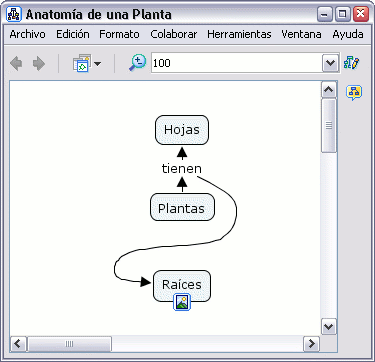 Anatomía de una Planta
Archivo Edición Formato Colaborar Herramientas Ventana Ayuda
100
Hojas
tienen
Plantas
Raíces